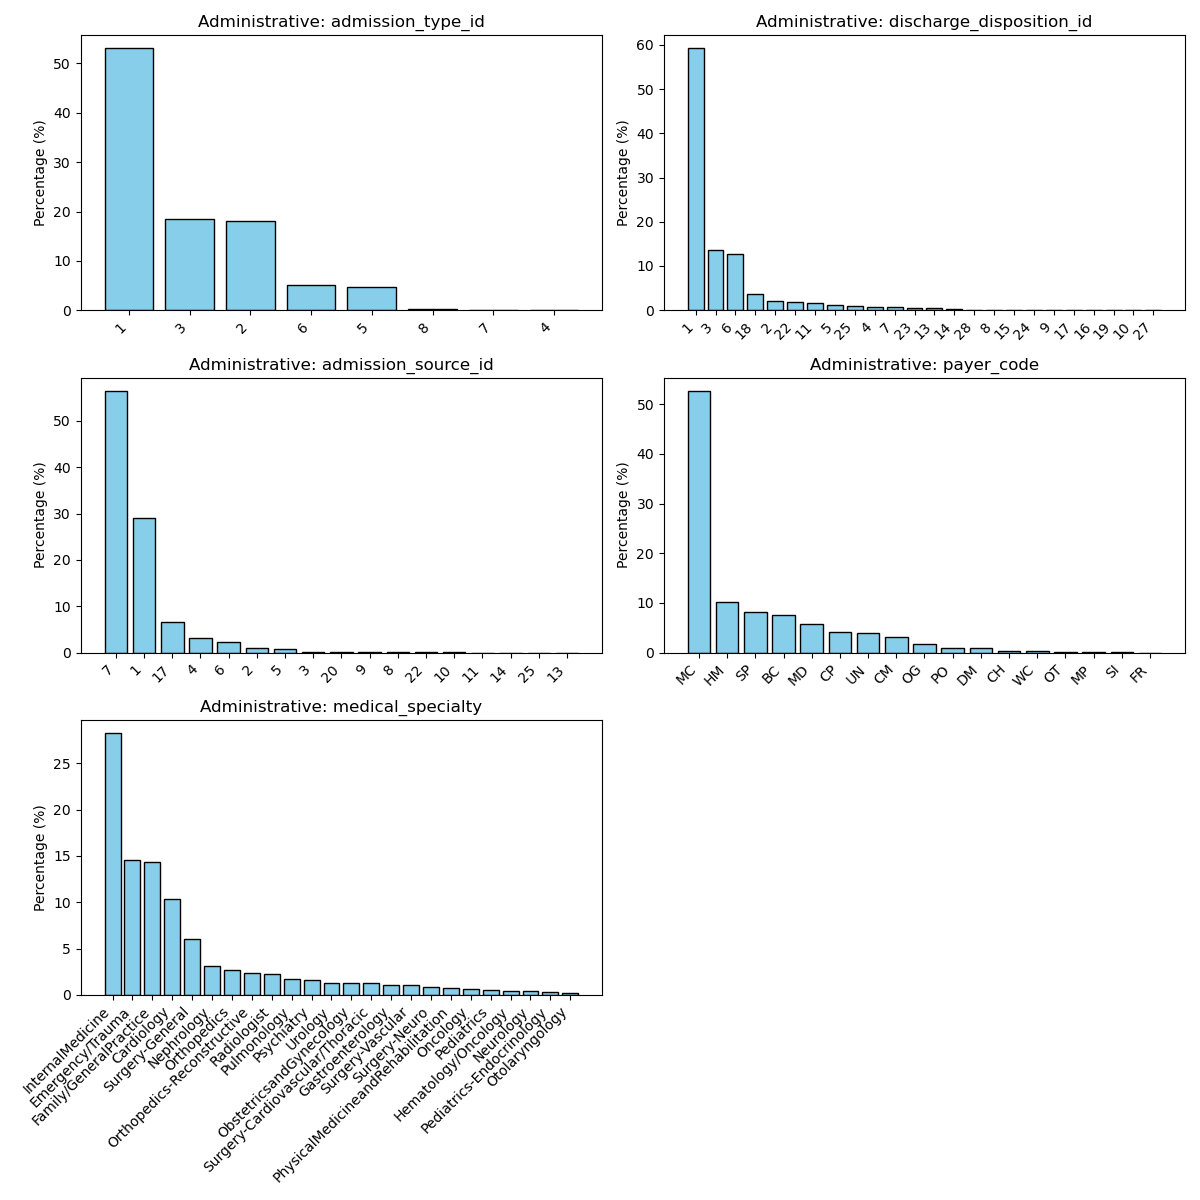 Administrative: admission_type_id
Percentage (%)
50
40
30
20
10
0
1 3 2 6 5 8 7 4
Administrative: discharge_disposition_id
Percentage (%)
60
50
40
30
20
10
0
1 3 6 18 2 22 11 5 25 4 7 23 13 14 28 8 15 24 9 17 16 19 10 27
Administrative: admission_source_id
Percentage (%)
50
40
30
20
10
0
7 1 17 4 6 2 5 3 20 9 8 22 10 11 14 25 13
Administrative: payer_code
Percentage (%)
50
40
30
20
10
0
MC HM SP BC MD CP UN CM OG PO DM CH WC OT MP SI FR
Administrative: medical_specialty
Percentage (%)
25
20
15
10
5
0
InternalMedicine
Emergency/Trauma
Family/GeneralPractice
Cardiology
Surgery-General
Nephrology
Orthopedics
Orthopedics-Reconstructive
Radiologist
Pulmonology
Psychiatry
Urology
ObstetricsandGynecology
Surgery-Cardiovascular/Thoracic
Gastroenterology
Surgery-Vascular
Surgery-Neuro
PhysicalMedicineandRehabilitation
Oncology
Pediatrics
Hematology/Oncology
Neurology
Pediatrics-Endocrinology
Otolaryngology